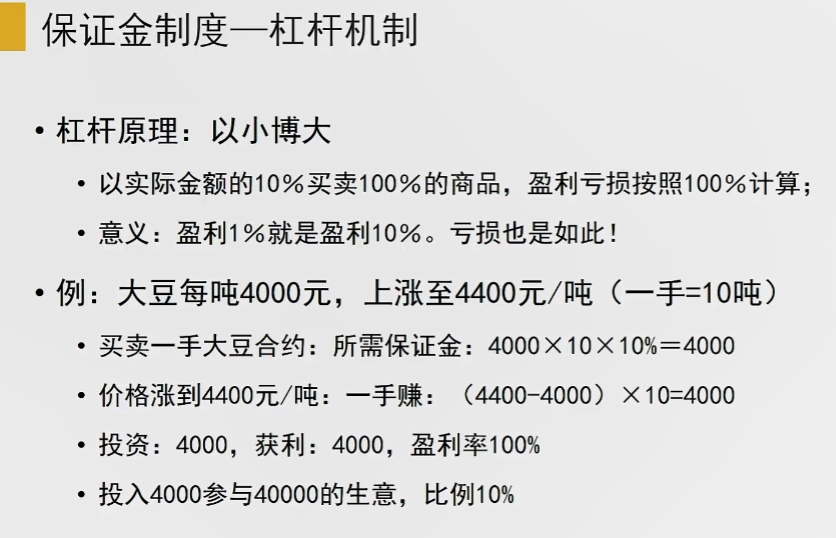 保证金制度—杠杆机制
• 杠杆原理：以小博大
• 以实际金额的10%买卖100%的商品，盈利亏损按照100%计算；
• 意义：盈利1%就是盈利10%。亏损也是如此！
• 例：大豆每吨4000元，上涨至4400元/吨（一手=10吨）
• 买卖一手大豆合约：所需保证金：4000×10×10%＝4000
• 价格涨到4400元/吨：一手赚：（4400-4000）×10=4000
• 投资：4000，获利：4000，盈利率100%
• 投入4000参与40000的生意，比例10%